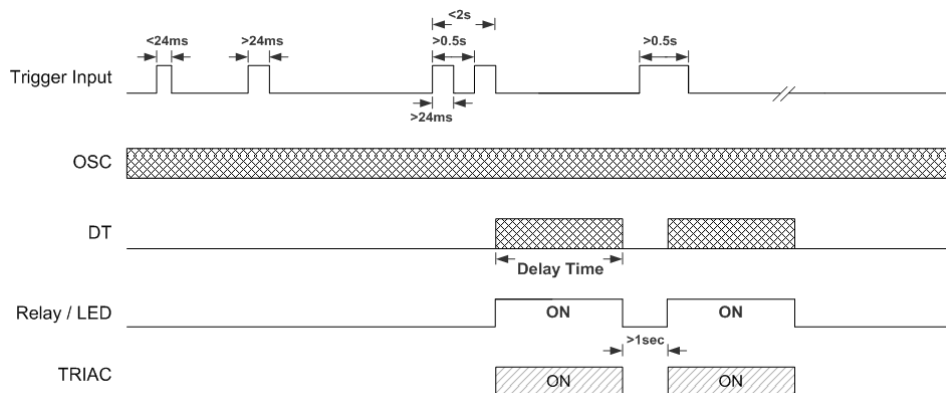 <2s
<24ms
>24ms
>0.5s
>0.5s
Trigger Input
>24ms
OSC
DT
Delay Time
Relay / LED
ON
ON
>1sec
TRIAC
ON
ON